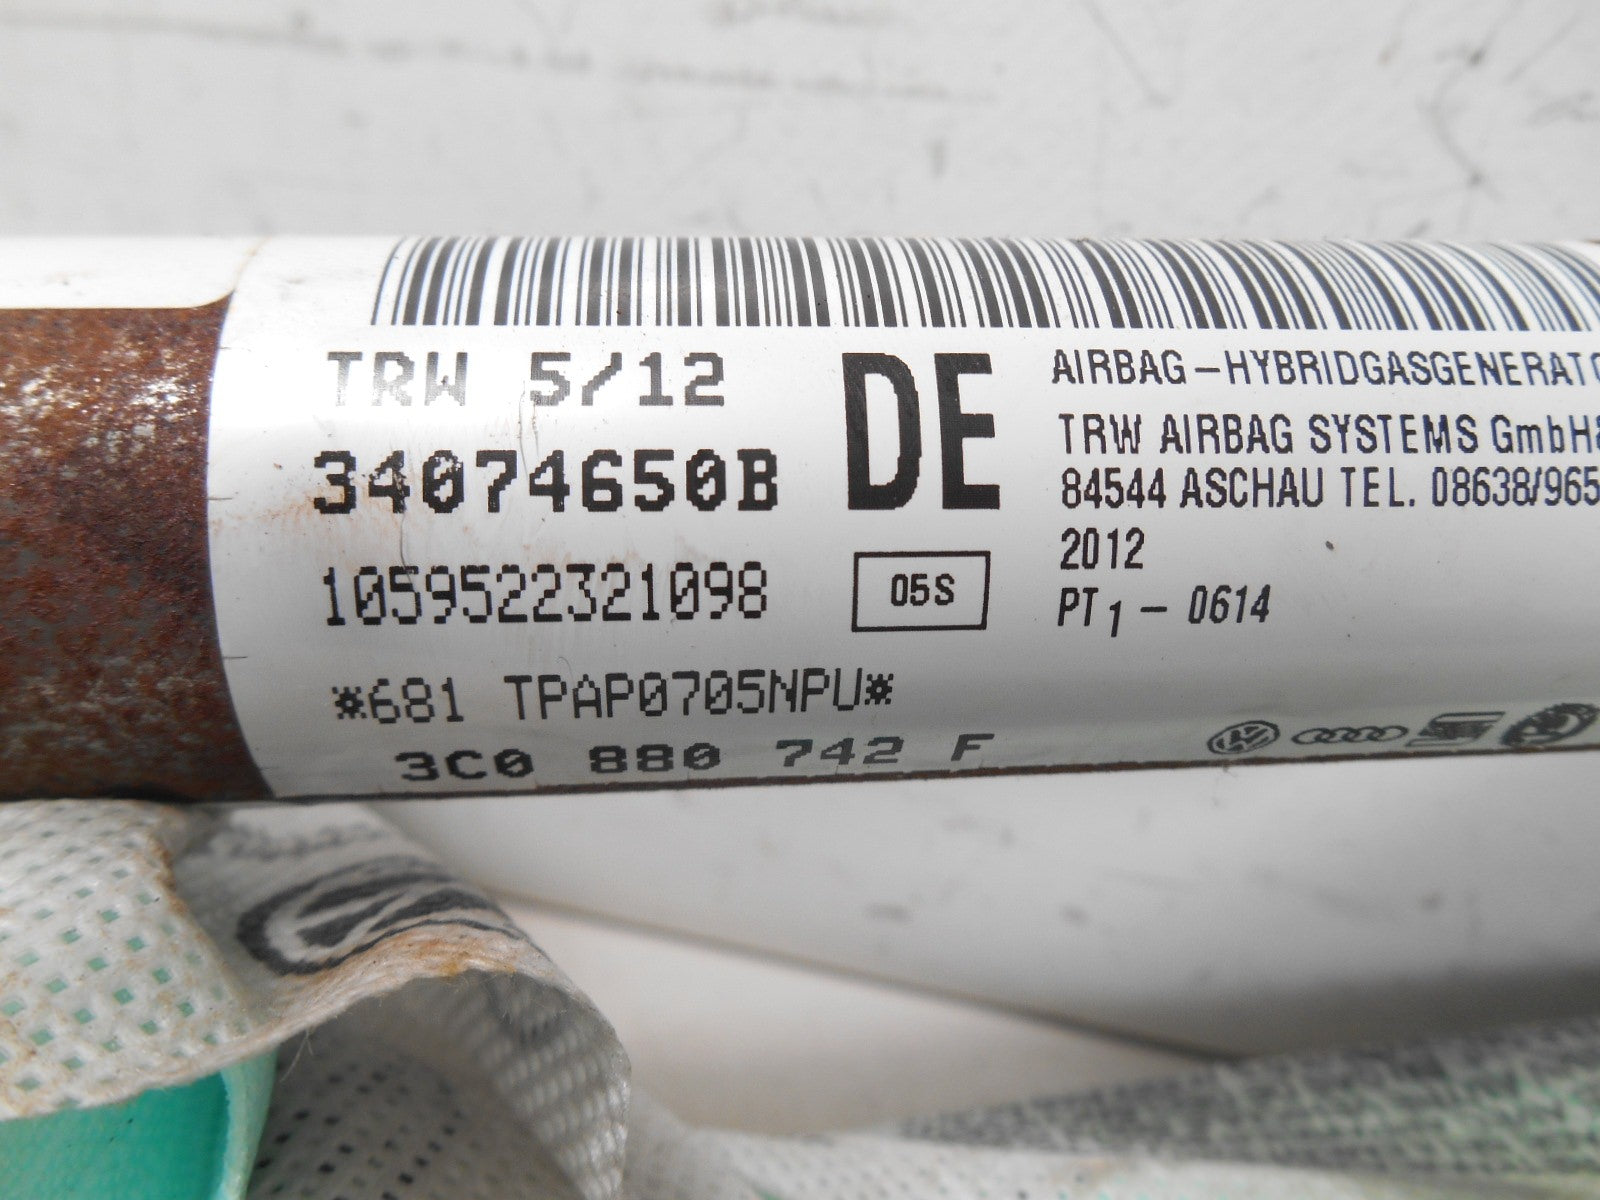 TRW 5/12
34074650B
1059522321098
*681 TPAP0705NPU*
3C0 880 742 F
DE
05S
AIRBAG-HYBRIDGASGENERATO
TRW AIRBAG SYSTEMS GmbH&
84544 ASCHAU TEL. 08638/965
2012
PT1 - 0614